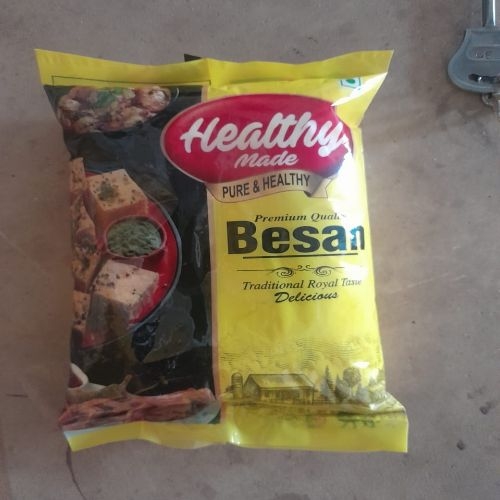 Healthy
Made
PURE & HEALTHY
Premium
Besan
Traditional Royal Taste
Delicious